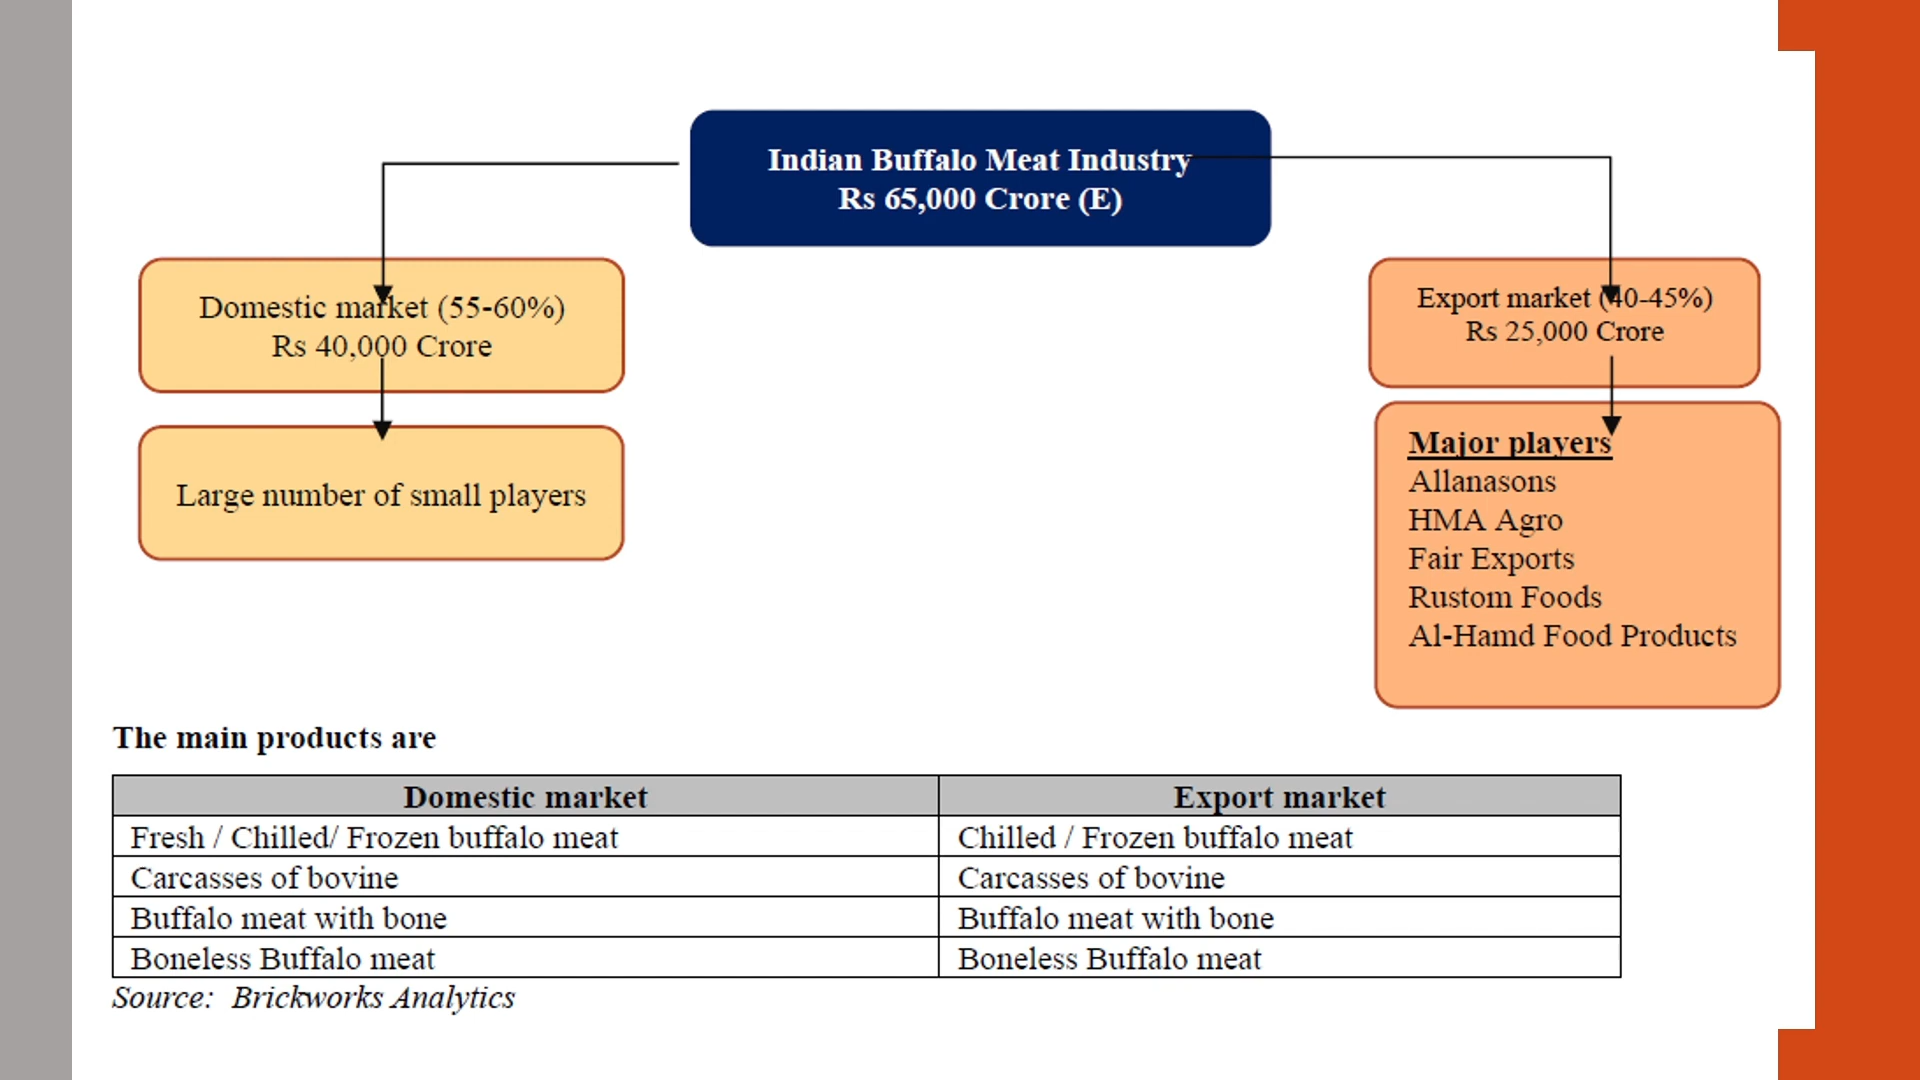 Indian Buffalo Meat Industry
Rs 65,000 Crore (E)
Domestic market (55-60%)
Rs 40,000 Crore
Large number of small players
Export market (40-45%)
Rs 25,000 Crore
Major players
Allanasons
HMA Agro
Fair Exports
Rustom Foods
Al-Hamd Food Products
The main products are
Domestic market Export market
Fresh / Chilled/ Frozen buffalo meat Chilled / Frozen buffalo meat
Carcasses of bovine Carcasses of bovine
Buffalo meat with bone Buffalo meat with bone
Boneless Buffalo meat Boneless Buffalo meat
Source: Brickworks Analytics